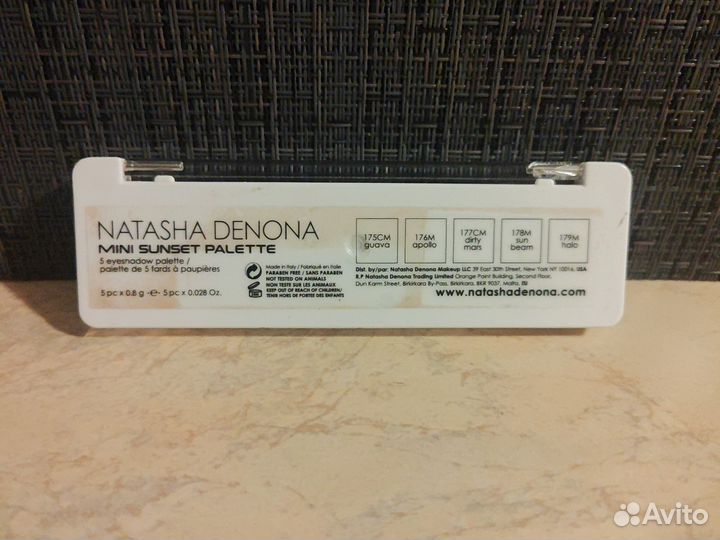 NATASHA DENONA
MINI SUNSET PALETTE
5 eyeshadow palette /
palette de 5 fards à paupières
5 pc x 0.8 g -e- 5 pc x 0.028 Oz.
Made in Italy / Fabriqué en Italie
PARABEN FREE / SANS PARABEN
NOT TESTED ON ANIMALS
NON TESTE SUR LES ANIMAUX
KEEP OUT OF REACH OF CHILDREN/
TENIR HORS DE PORTEE DES ENFANTS
175CM
guava
176M
apollo
177CM
dirty
mars
178M
sun
beam
179M
halo
Dist. by/par: Natasha Denona Makeup LLC 39 East 30th Street, New York NY 10016, USA
R.P Natasha Denona Trading Limited Orange Point Building, Second Floor,
Dun Karm Street, Birkirkara By-Pass, Birkirkara, BKR 9037, Malta, EU
www.natashadenona.com
Avito